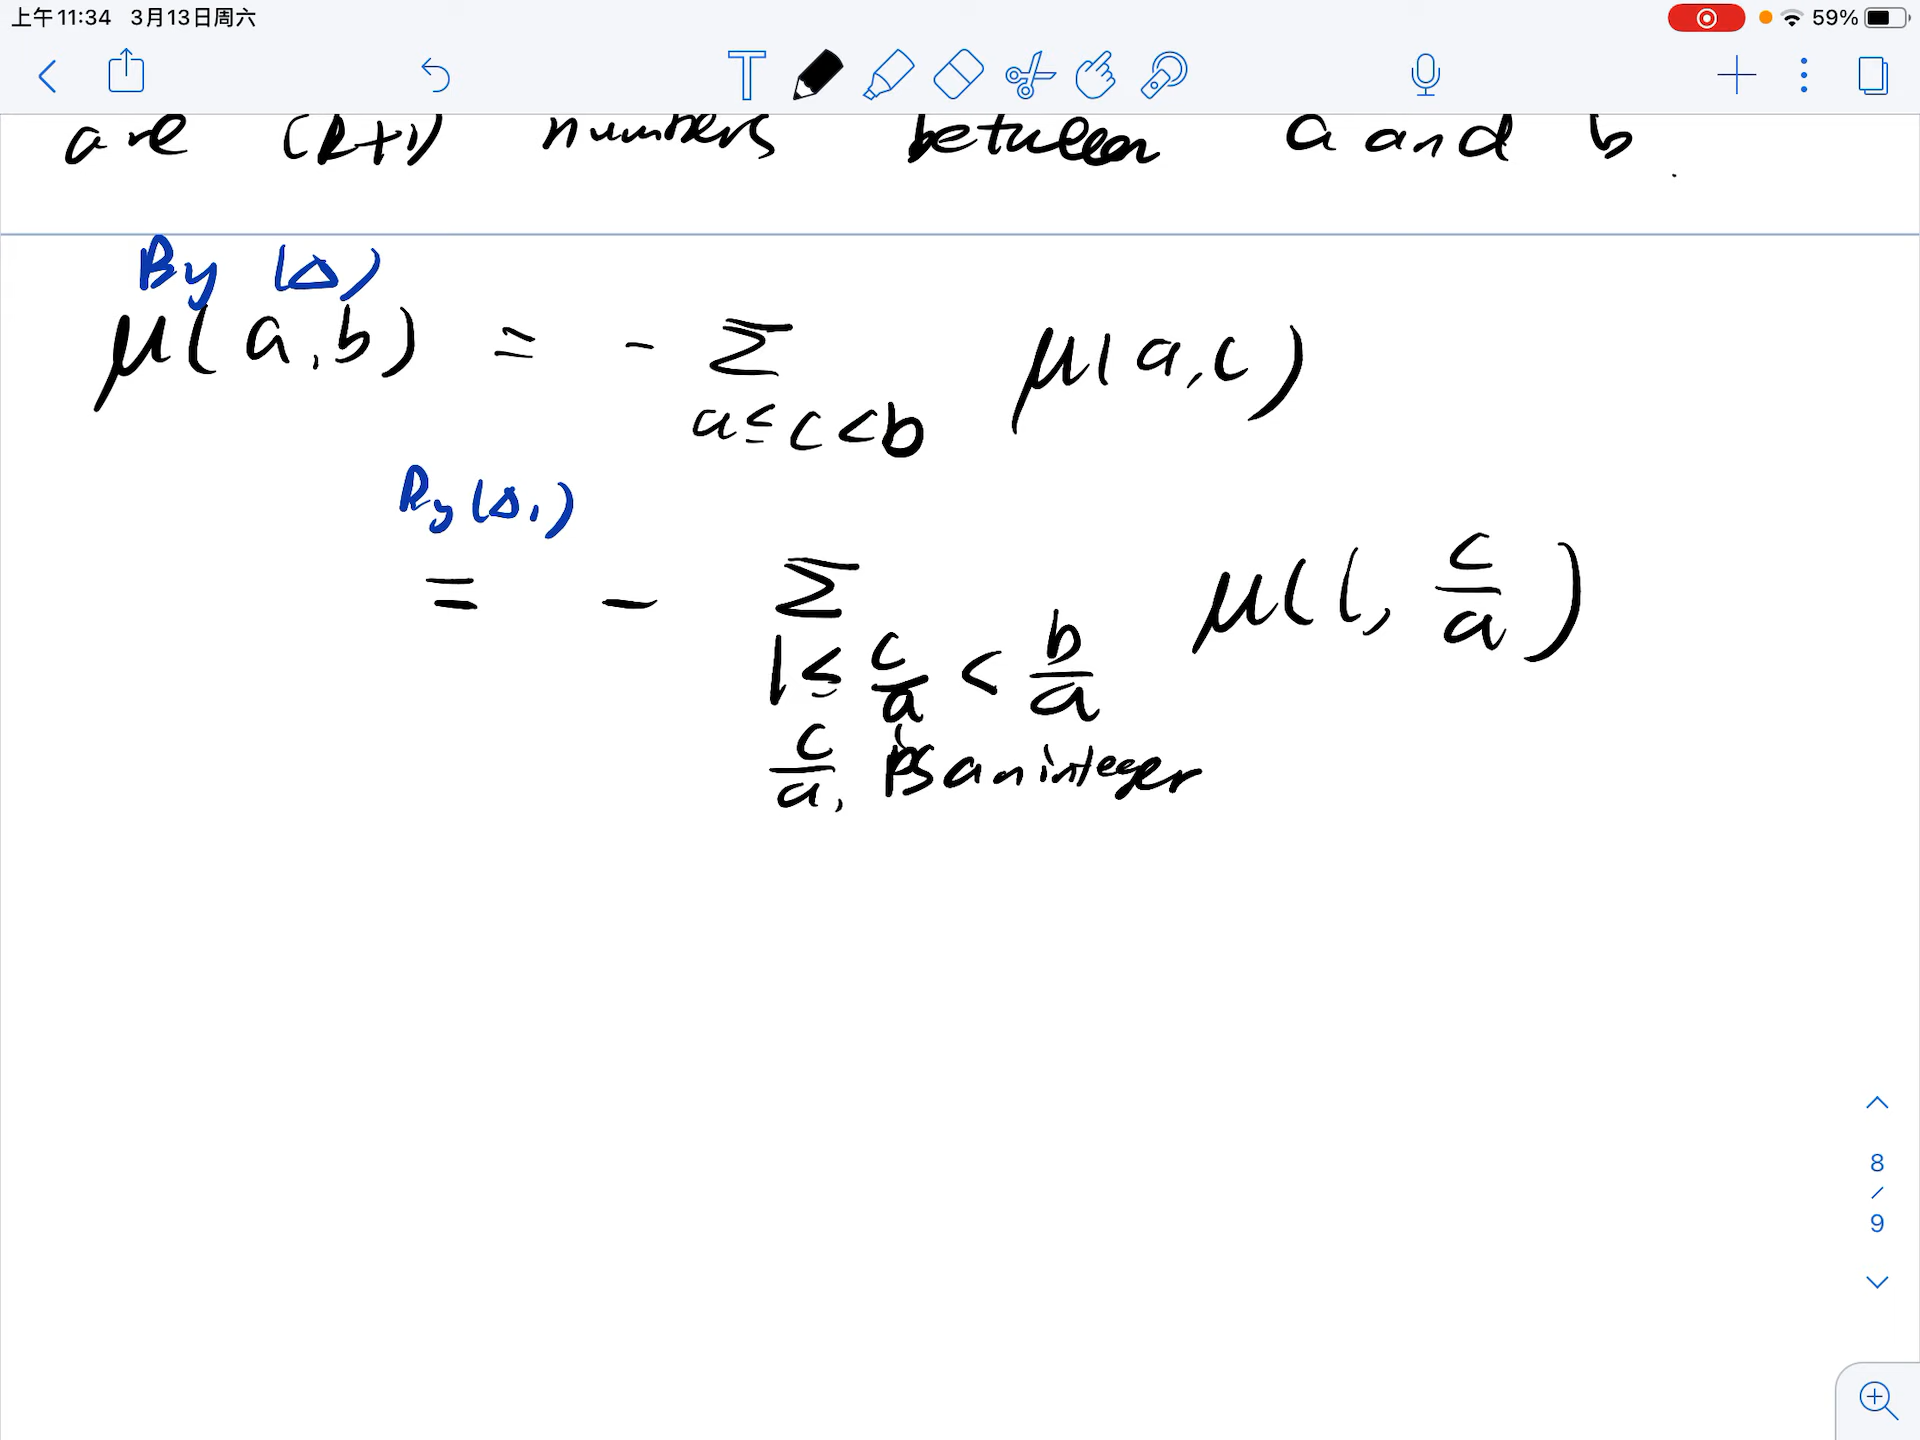 上午11:34 3月13日周六 59%
T
are (k+1) numbers between a and b.
By (Δ)
μ(a,b) = - Σ μ(a,c)
a≤c<b
By (Δ1)
= - Σ μ(1, c/a)
1≤ c/a < b/a
c/a, is an integer
8
/
9